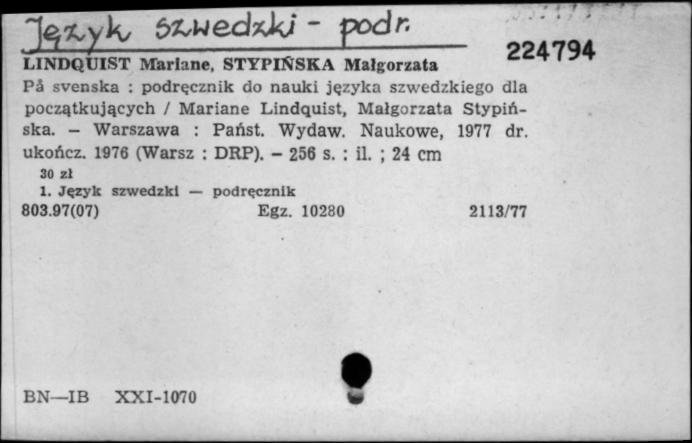 Język szwedzki - podr.
224794
LINDQUIST Mariane, STYPIŃSKA Małgorzata
På svenska : podręcznik do nauki języka szwedzkiego dla
początkujących / Mariane Lindquist, Małgorzata Stypiń-
ska. – Warszawa : Państ. Wydaw. Naukowe, 1977 dr.
ukończ. 1976 (Warsz : DRP). – 256 s. : il. ; 24 cm
30 zł
1. Język szwedzki — podręcznik
803.97(07) Egz. 10280 2113/77
BN—IB XXI-1070